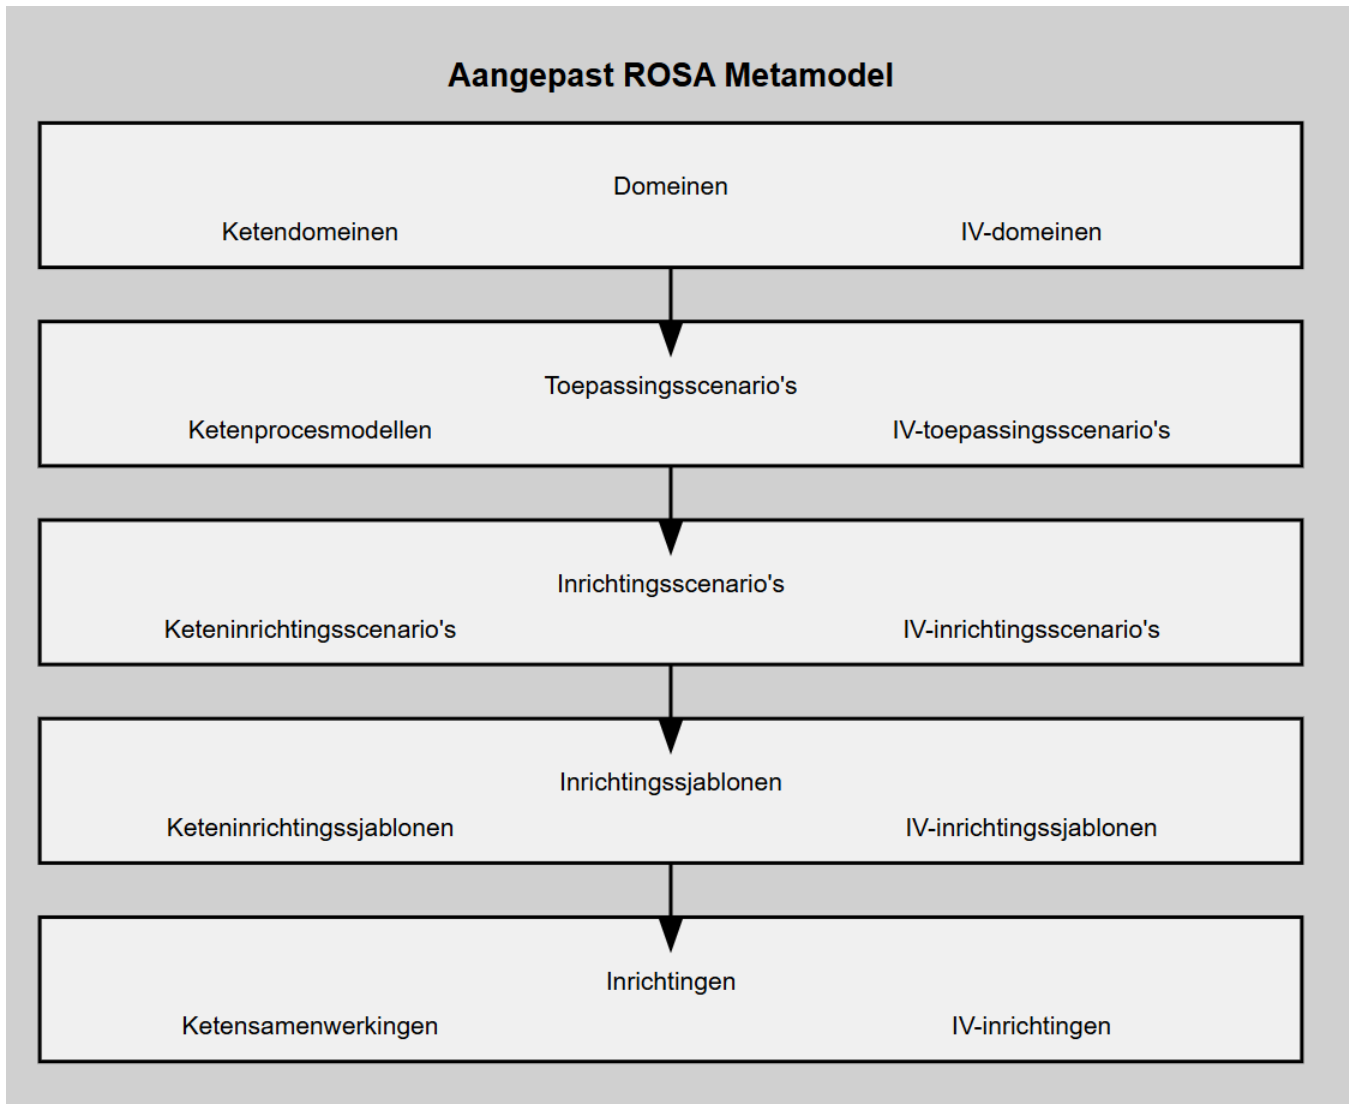 Aangepast ROSA Metamodel
Domeinen
Ketendomeinen
IV-domeinen
Toepassingsscenario's
Ketenprocesmodellen
IV-toepassingsscenario's
Inrichtingsscenario's
Keteninrichtingsscenario's
IV-inrichtingsscenario's
Inrichtingssjablonen
Keteninrichtingssjablonen
IV-inrichtingssjablonen
Inrichtingen
Ketensamenwerkingen
IV-inrichtingen